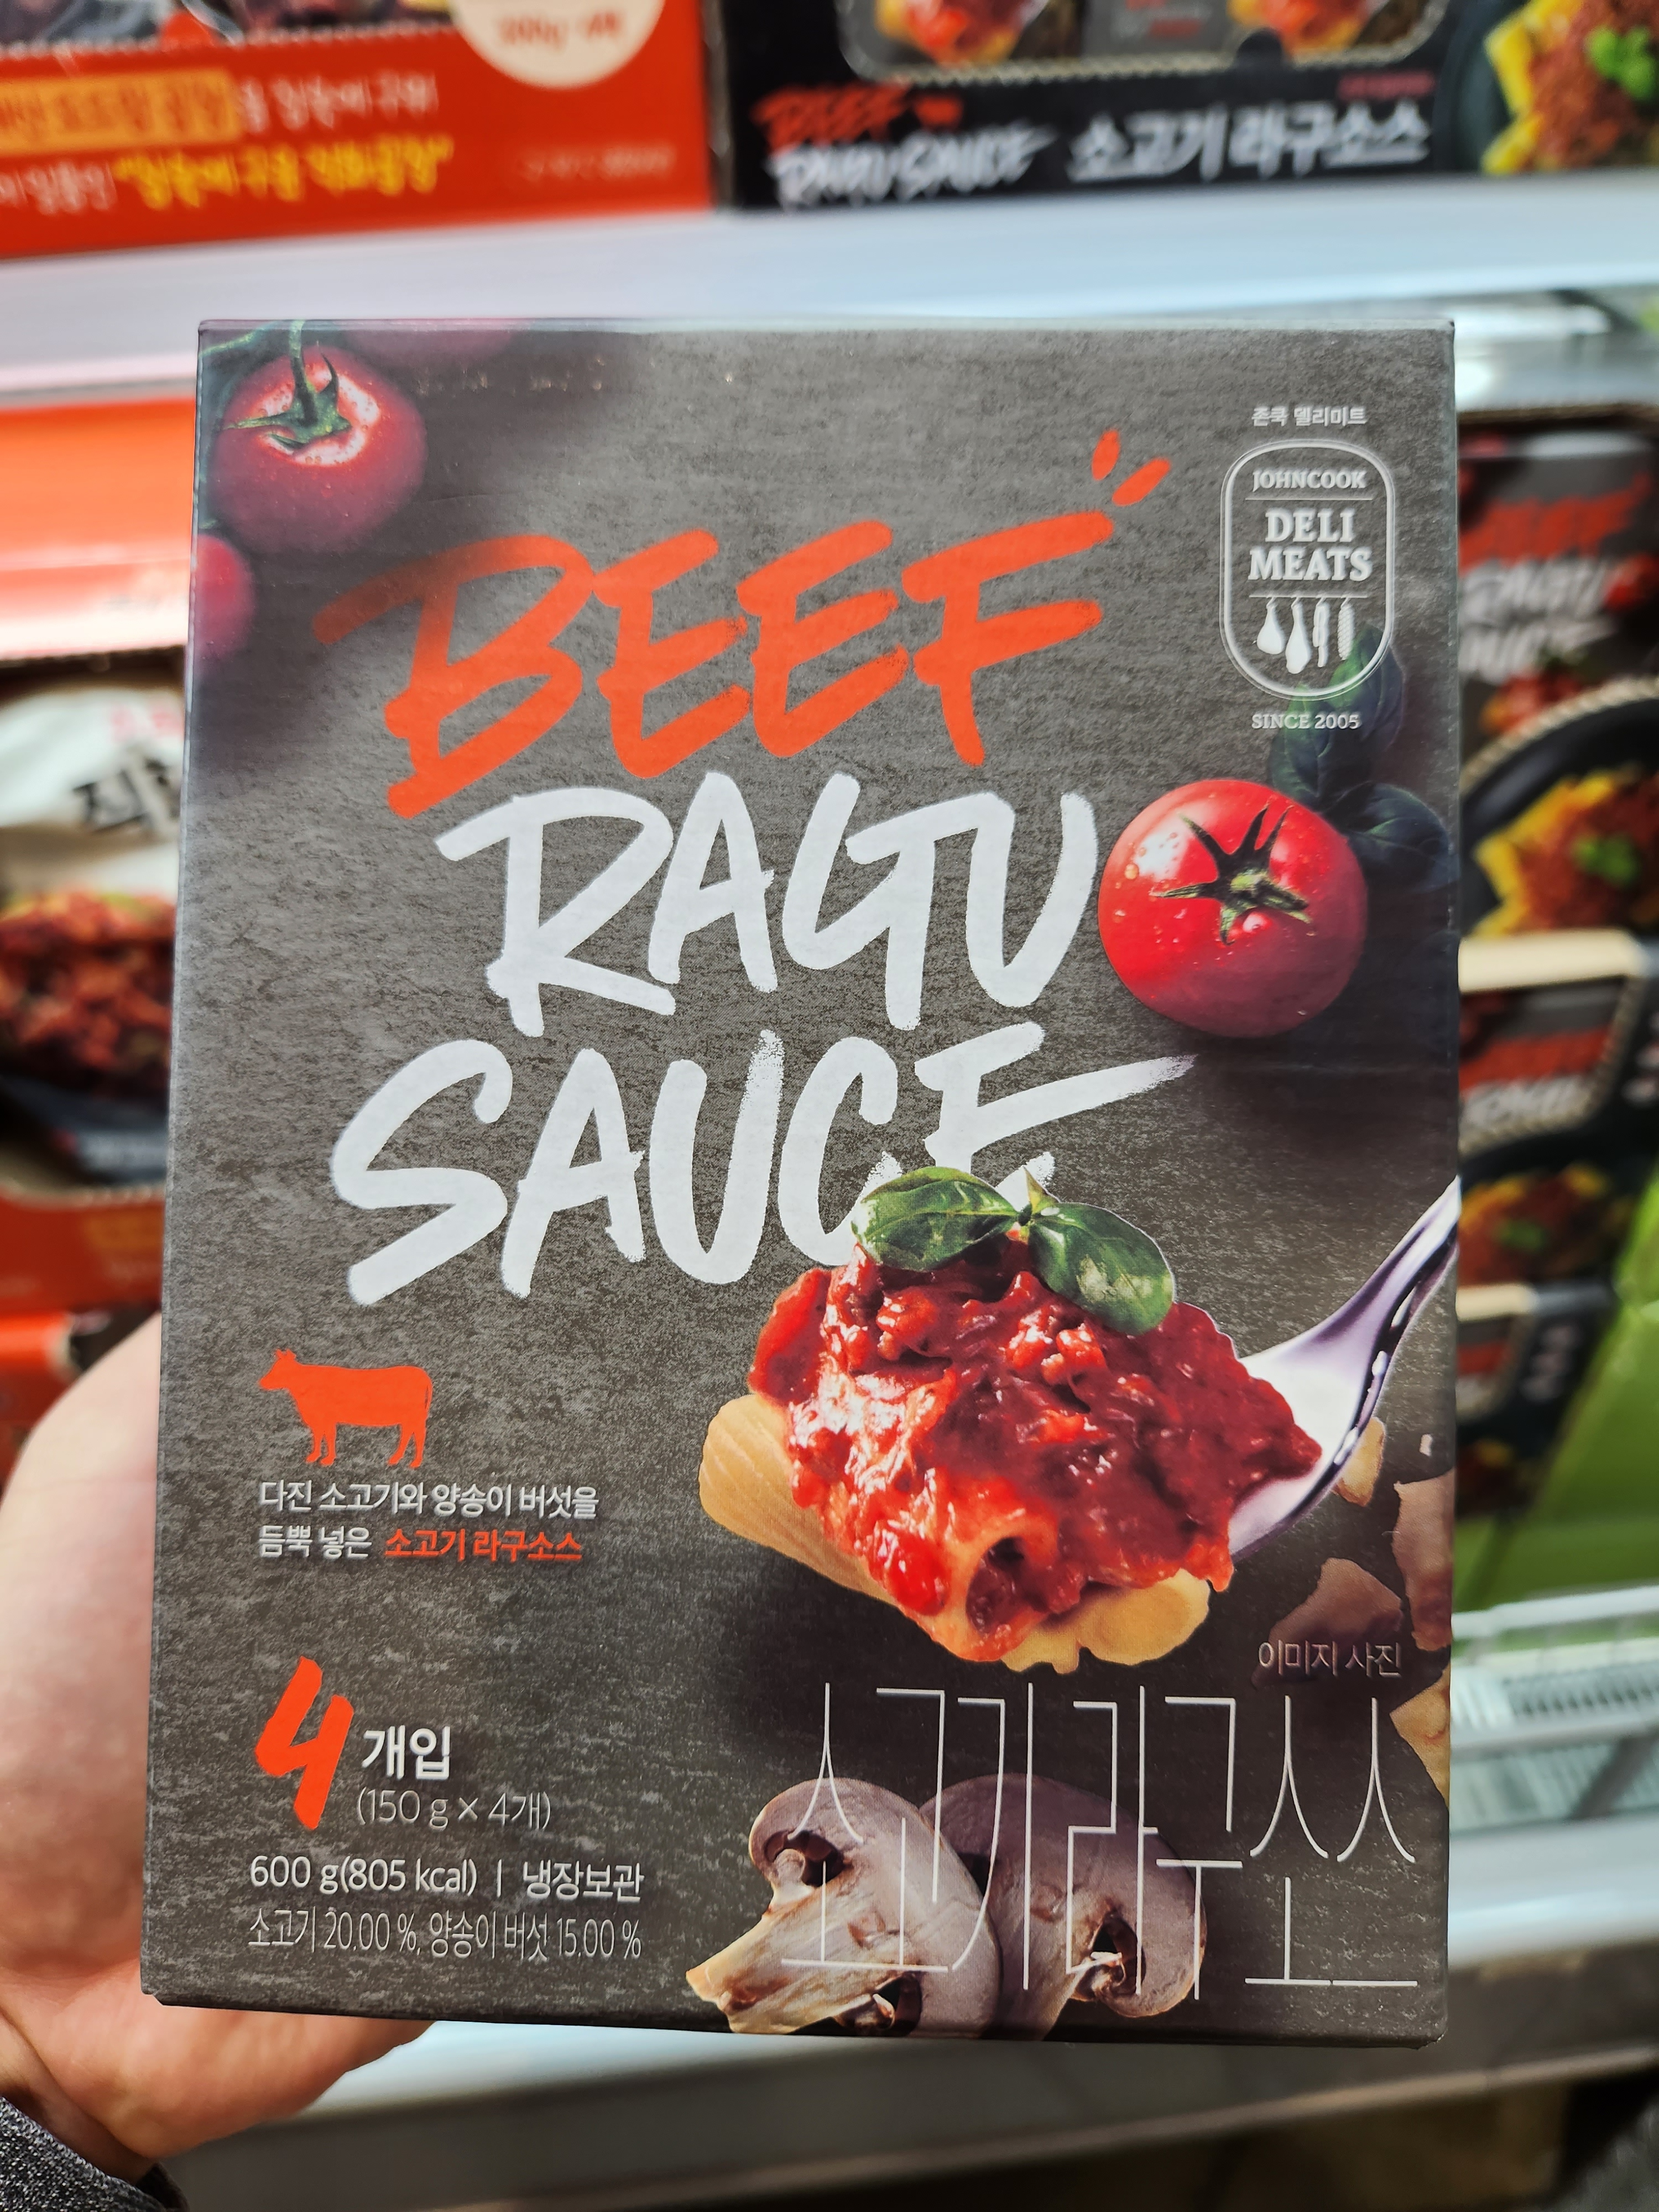 BEEF
RAGU SAUCE 소고기 라구소스
존쿡 델리미트
JOHNCOOK
DELI
MEATS
SINCE 2005
BEEF
RAGU
SAUCE
다진 소고기와 양송이 버섯을
듬뿍 넣은 소고기 라구소스
이미지 사진
소고기 라구소스
4개입
(150 g × 4개)
600 g(805 kcal) | 냉장보관
소고기 20.00 %, 양송이 버섯 15.00 %